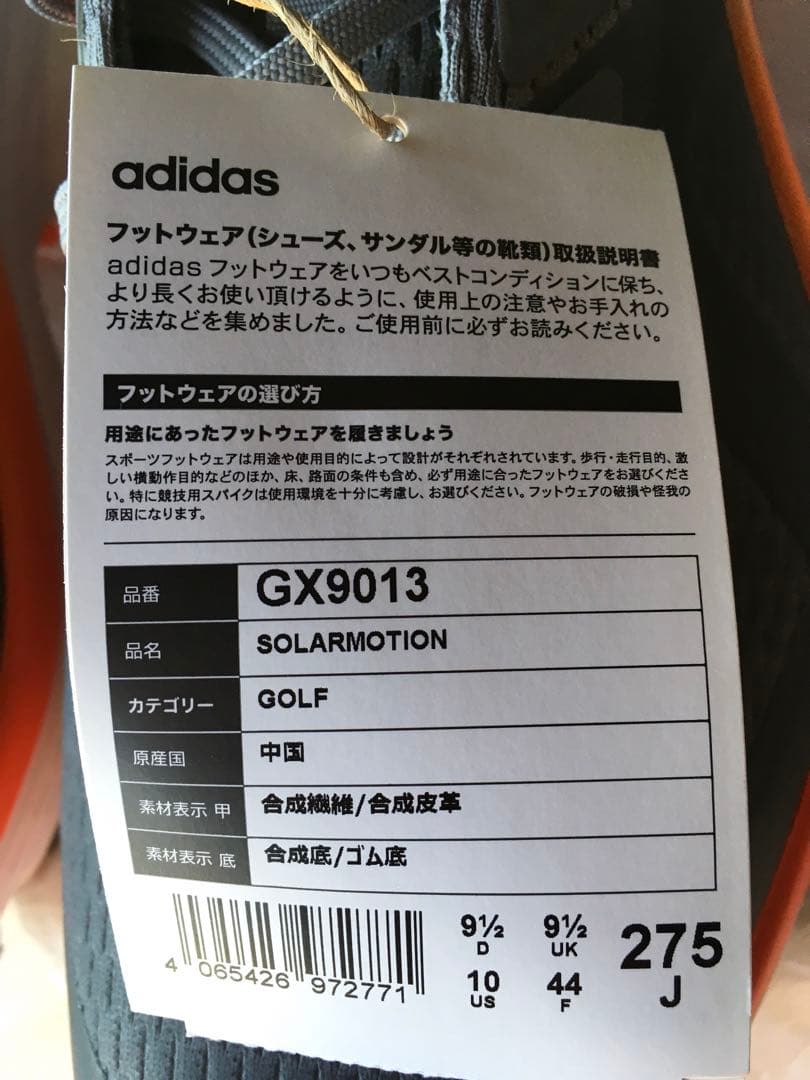 adidas
フットウェア(シューズ、サンダル等の靴類)取扱説明書
adidas フットウェアをいつもベストコンディションに保ち、
より長くお使い頂けるように、使用上の注意やお手入れの
方法などを集めました。ご使用前に必ずお読みください。
フットウェアの選び方
用途にあったフットウェアを履きましょう
スポーツフットウェアは用途や使用目的によって設計がそれぞれされています。歩行・走行目的、激
しい横動作目的などのほか、床、路面の条件も含め、必ず用途に合ったフットウェアをお選びくださ
い。特に競技用スパイクは使用環境を十分に考慮し、お選びください。フットウェアの破損や怪我の
原因になります。
品番 GX9013
品名 SOLARMOTION
カテゴリー GOLF
原産国 中国
素材表示 甲 合成繊維/合成皮革
素材表示 底 合成底/ゴム底
4 065426 972771
9½ 9½ 275
D UK J
10 44
US F